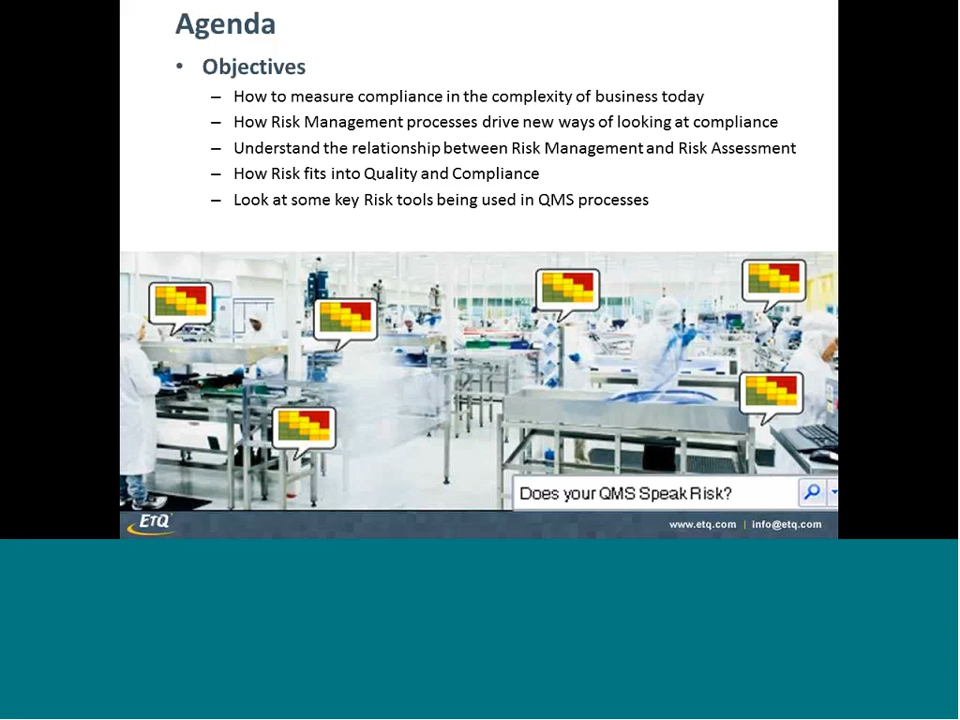 Agenda
• Objectives
– How to measure compliance in the complexity of business today
– How Risk Management processes drive new ways of looking at compliance
– Understand the relationship between Risk Management and Risk Assessment
– How Risk fits into Quality and Compliance
– Look at some key Risk tools being used in QMS processes
Does your QMS Speak Risk?
ETQ
www.etq.com | info@etq.com